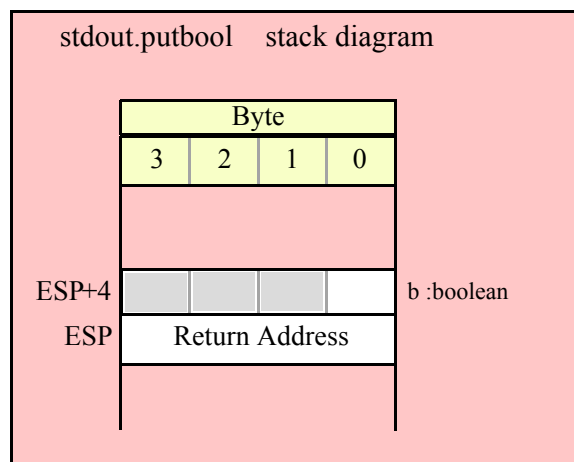 stdout.putbool stack diagram
Byte
3 2 1 0
ESP+4 b :boolean
ESP Return Address